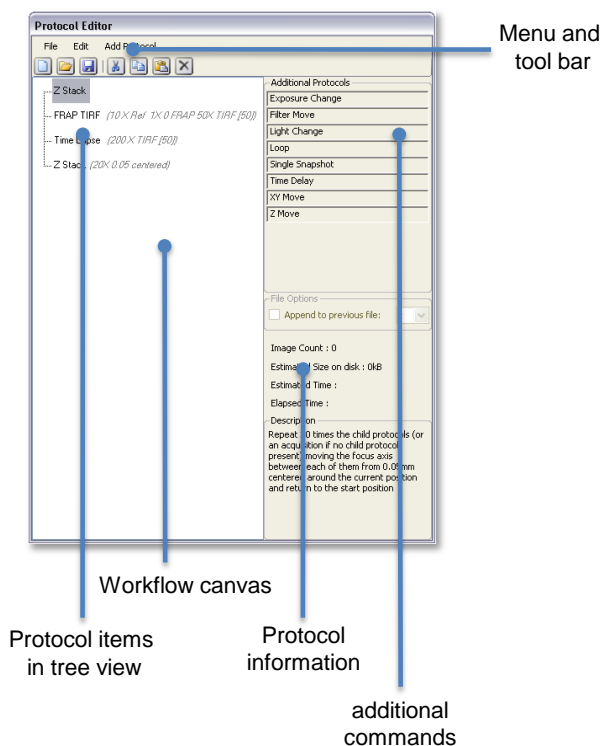 Protocol Editor
File Edit Add Protocol
Menu and
tool bar
Z Stack
FRAP TIRF (10X Ref 1X 0 FRAP 50X TIRF [50])
Time Lapse (200X TIRF [50])
Z Stack (20X 0.05 centered)
Additional Protocols
Exposure Change
Filter Move
Light Change
Loop
Single Snapshot
Time Delay
XY Move
Z Move
File Options
Append to previous file:
Image Count : 0
Estimated Size on disk : 0kB
Estimated Time :
Elapsed Time :
Description
Repeat 20 times the child protocols (or
an acquisition if no child protocol
present) moving the focus axis
between each of them from 0.05mm
centered around the current position
and return to the start position
Workflow canvas
Protocol items
in tree view
Protocol
information
additional
commands